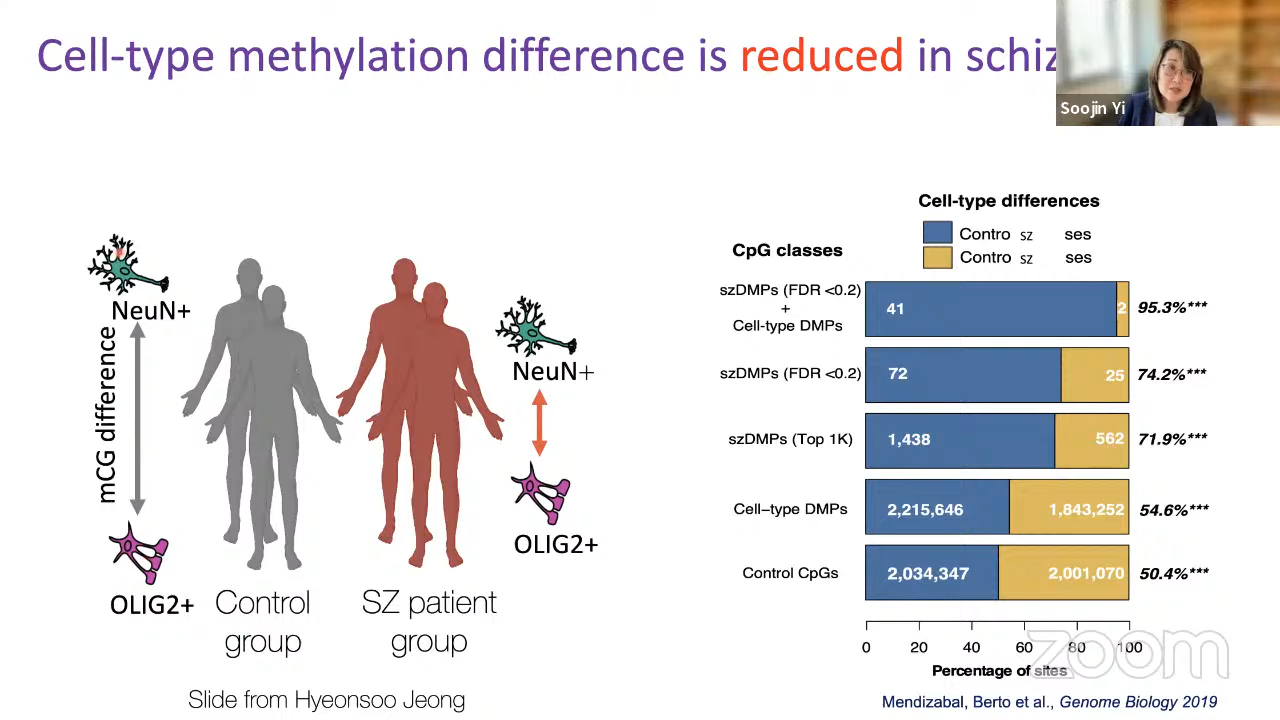 Cell-type methylation difference is reduced in schiz
Soojin Yi
NeuN+
mCG difference
OLIG2+
Control
group
SZ patient
group
NeuN+
OLIG2+
Slide from Hyeonsoo Jeong
Cell-type differences
Contro sz ses
Contro sz ses
CpG classes
szDMPs (FDR <0.2)
+
Cell-type DMPs
41
2
95.3%***
szDMPs (FDR <0.2)
72
25
74.2%***
szDMPs (Top 1K)
1,438
562
71.9%***
Cell–type DMPs
2,215,646
1,843,252
54.6%***
Control CpGs
2,034,347
2,001,070
50.4%***
0 20 40 60 80 100
Percentage of sites
zoom
Mendizabal, Berto et al., Genome Biology 2019